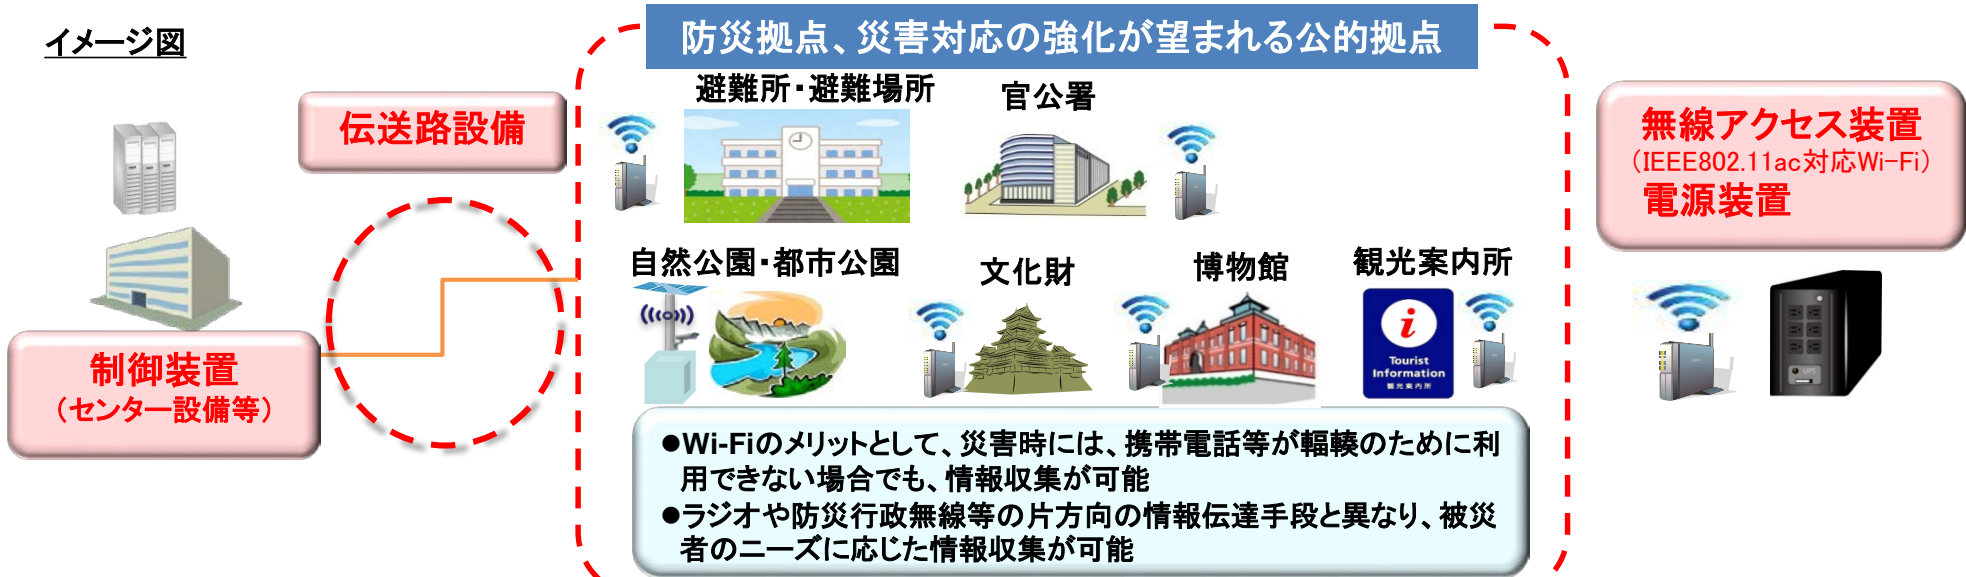 イメージ図
防災拠点、災害対応の強化が望まれる公的拠点
伝送路設備
避難所・避難場所
官公署
無線アクセス装置
（IEEE802.11ac対応Wi-Fi）
電源装置
自然公園・都市公園
文化財
博物館
観光案内所
Tourist
Information
観光案内所
UPS
制御装置
（センター設備等）
●Wi-Fiのメリットとして、災害時には、携帯電話等が輻輳のために利
用できない場合でも、情報収集が可能
●ラジオや防災行政無線等の片方向の情報伝達手段と異なり、被災
者のニーズに応じた情報収集が可能